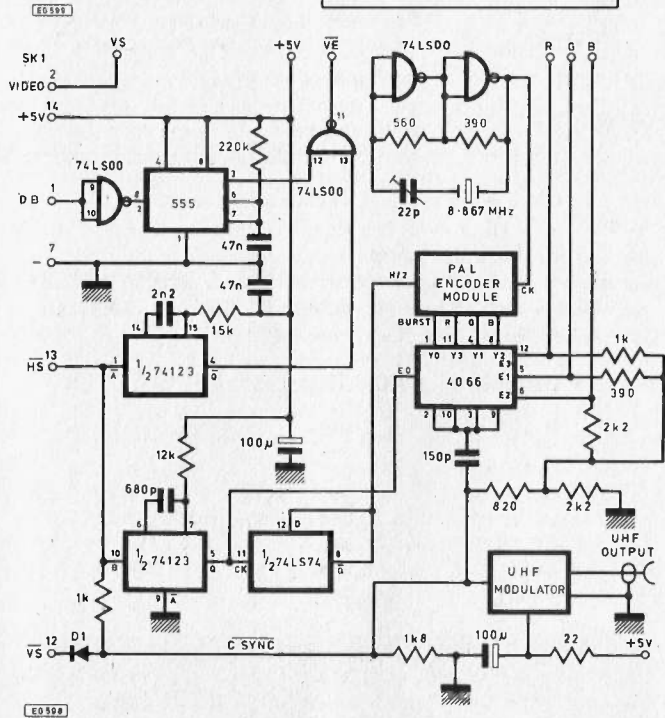 E0599
SK1
VS
+5V
V̅E̅
74LSD0
R G B
2
VIDEO
14
+5V
560
390
220k
11
12 13
74LS00
74LS00
4 8
3
1
DB
9
10
8
2
555
6
7
1
22p
8·867 MHz
47n
7
-
47n
H/2
PAL
ENCODER
MODULE
CK
2n2
15k
14
15
BURST R G B
1 11 4 8
Y0 Y3 Y1 Y2
12
E3
1k
13
H̅S̅
1
A̅
1/2 74123
4
Q̅
E0
4066
5
E1
6
E2
390
2 10 3 9
2k2
12k
100µ
150p
680p
820
2k2
6
7
12 D
UHF
OUTPUT
10
B
1/2 74123
5
Q
11
CK
1/2 74LS74
8
Q̅
UHF
MODULATOR
9 A̅
1k
1k8
100µ
22
+5V
V̅S̅
12
D1
C̅ S̅Y̅N̅C̅
E0598